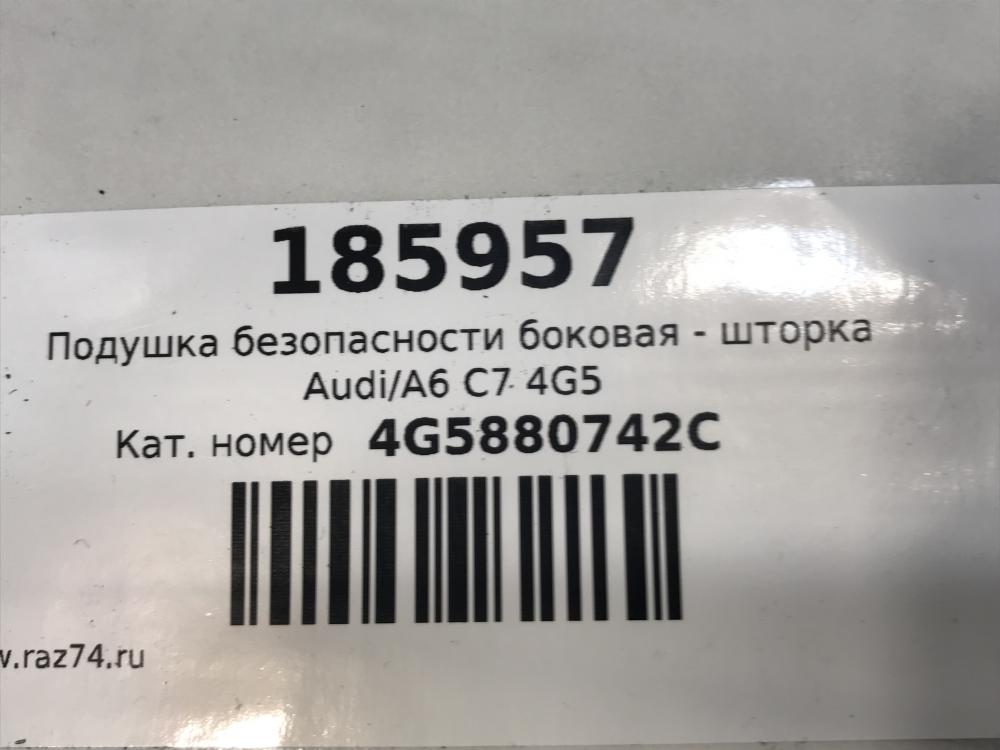 185957
Подушка безопасности боковая - шторка
Audi/A6 C7 4G5
Кат. номер 4G5880742C
w.raz74.ru